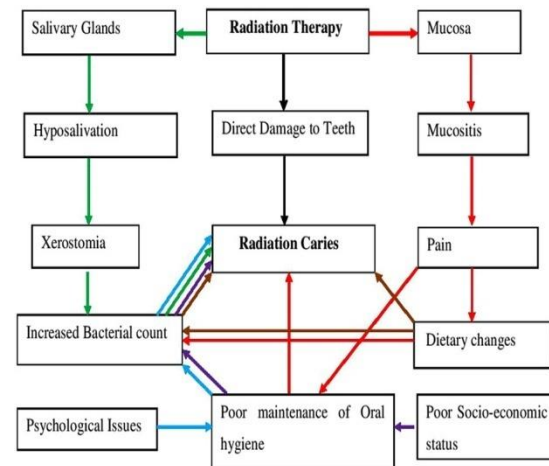 Salivary Glands
Radiation Therapy
Mucosa
Hyposalivation
Direct Damage to Teeth
Mucositis
Xerostomia
Radiation Caries
Pain
Increased Bacterial count
Dietary changes
Psychological Issues
Poor maintenance of Oral
hygiene
Poor Socio-economic
status